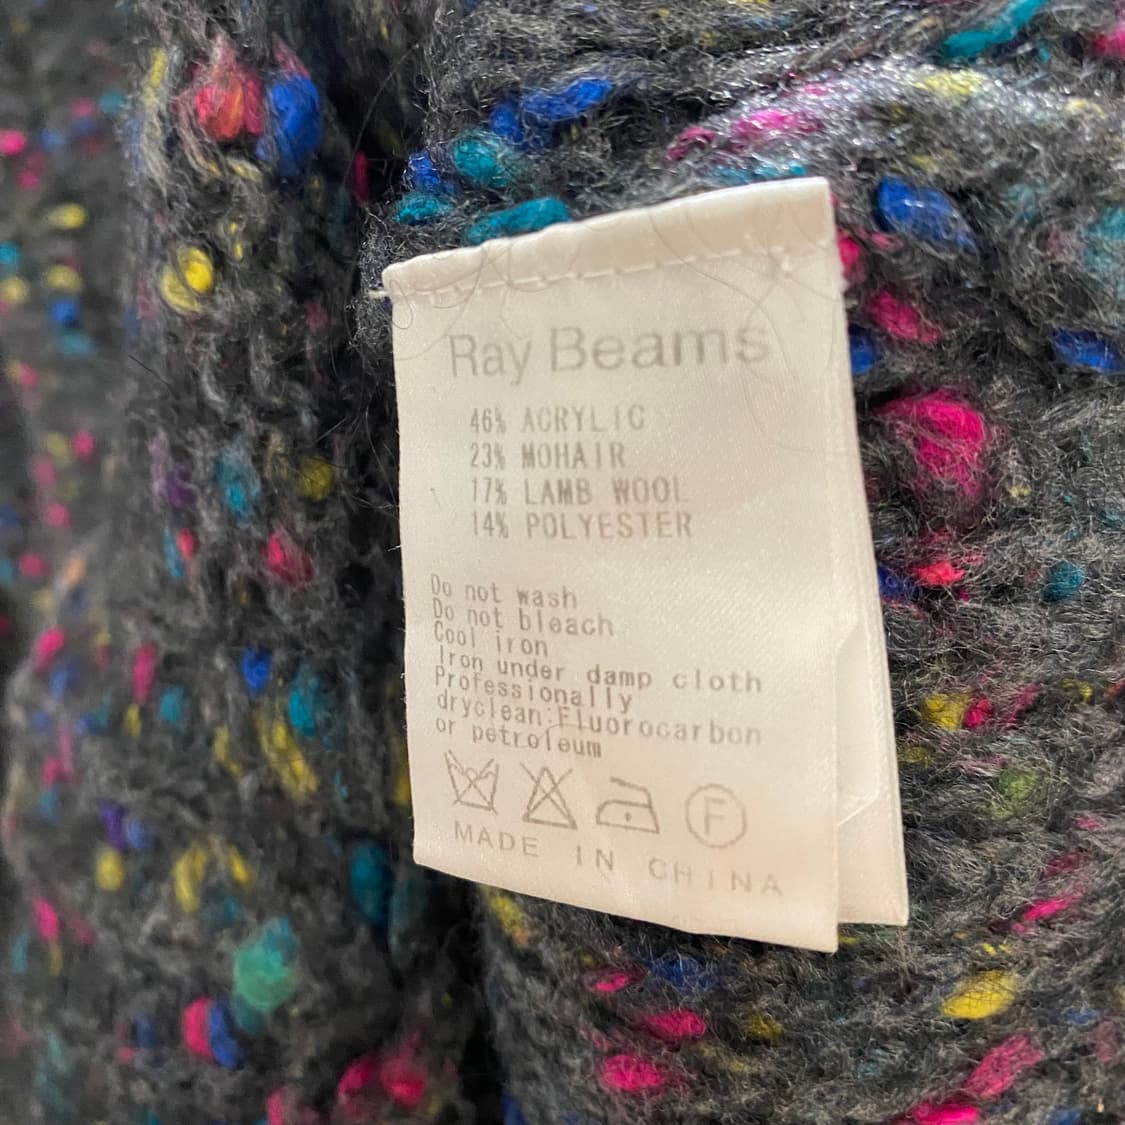 Ray Beams
46% ACRYLIC
23% MOHAIR
17% LAMB WOOL
14% POLYESTER
Do not wash
Do not bleach
Cool iron
Iron under damp cloth
Professionally
dryclean:Fluorocarbon
or petroleum
F
MADE IN CHINA